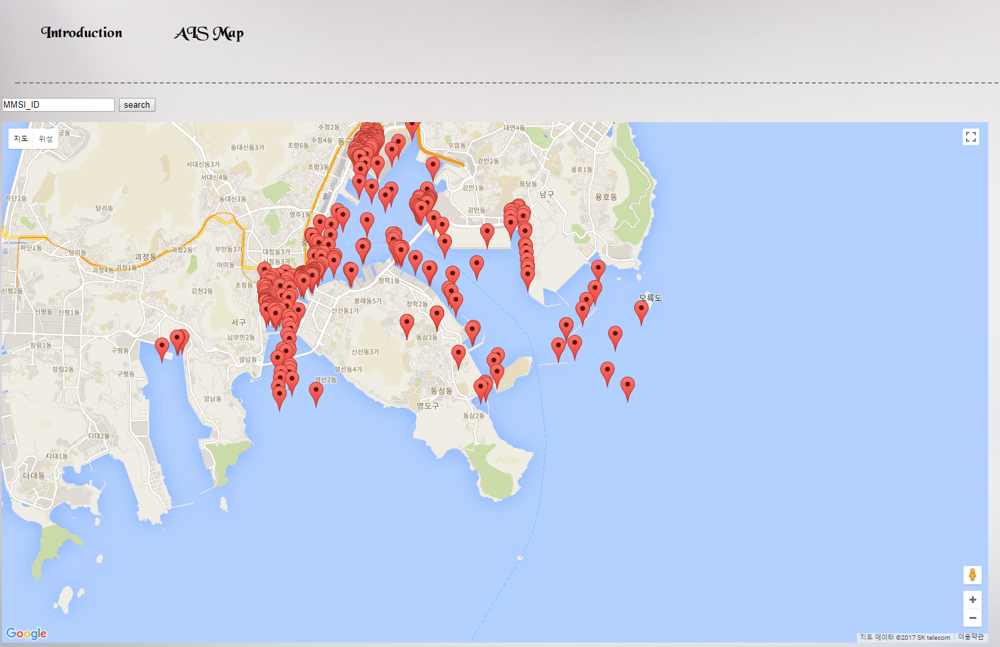 Introduction AIS Map
MMSI_ID search
지도 위성
궁동
수정2동
대연4동
수정4동
동구
초량6동
동대신동3가
우암동
감만2동
서대신동3가
초량3동
용호1동
서대신4동
용당동
감만1동
남구
용호동
하단2동
동대신3동
당리동
영주1동
감만동
하단1동
당리동
괴정2동
부민동3가
대청동3가
중
괴정동
신창동3가
괴정4동
괴정1동
아미동
신평2동
감천2동
초장동
청학1동
오륙도
봉래동5가
청학2동
신평동
신평1동
신선동1가
서구
남부민2동
동삼3동
장림1동
구평동
신선동3가
암남동
장림2동
구평동
영선동4가
영선2동
동삼동
암남동
영도구
동삼2동
다대2동
다대1동
다대동
Google
지도 데이터 ©2017 SK telecom 이용약관